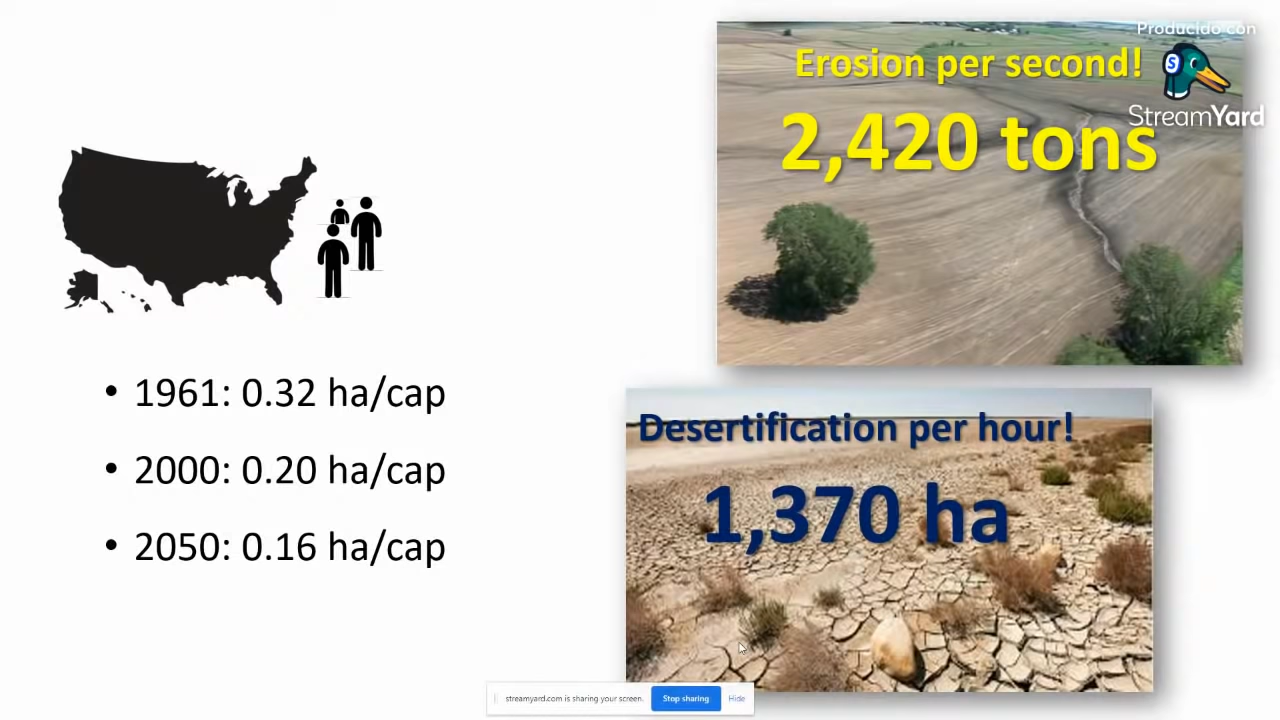 Producido con
StreamYard
Erosion per second!
2,420 tons
• 1961: 0.32 ha/cap
• 2000: 0.20 ha/cap
• 2050: 0.16 ha/cap
Desertification per hour!
1,370 ha
streamyard.com is sharing your screen.
Stop sharing
Hide